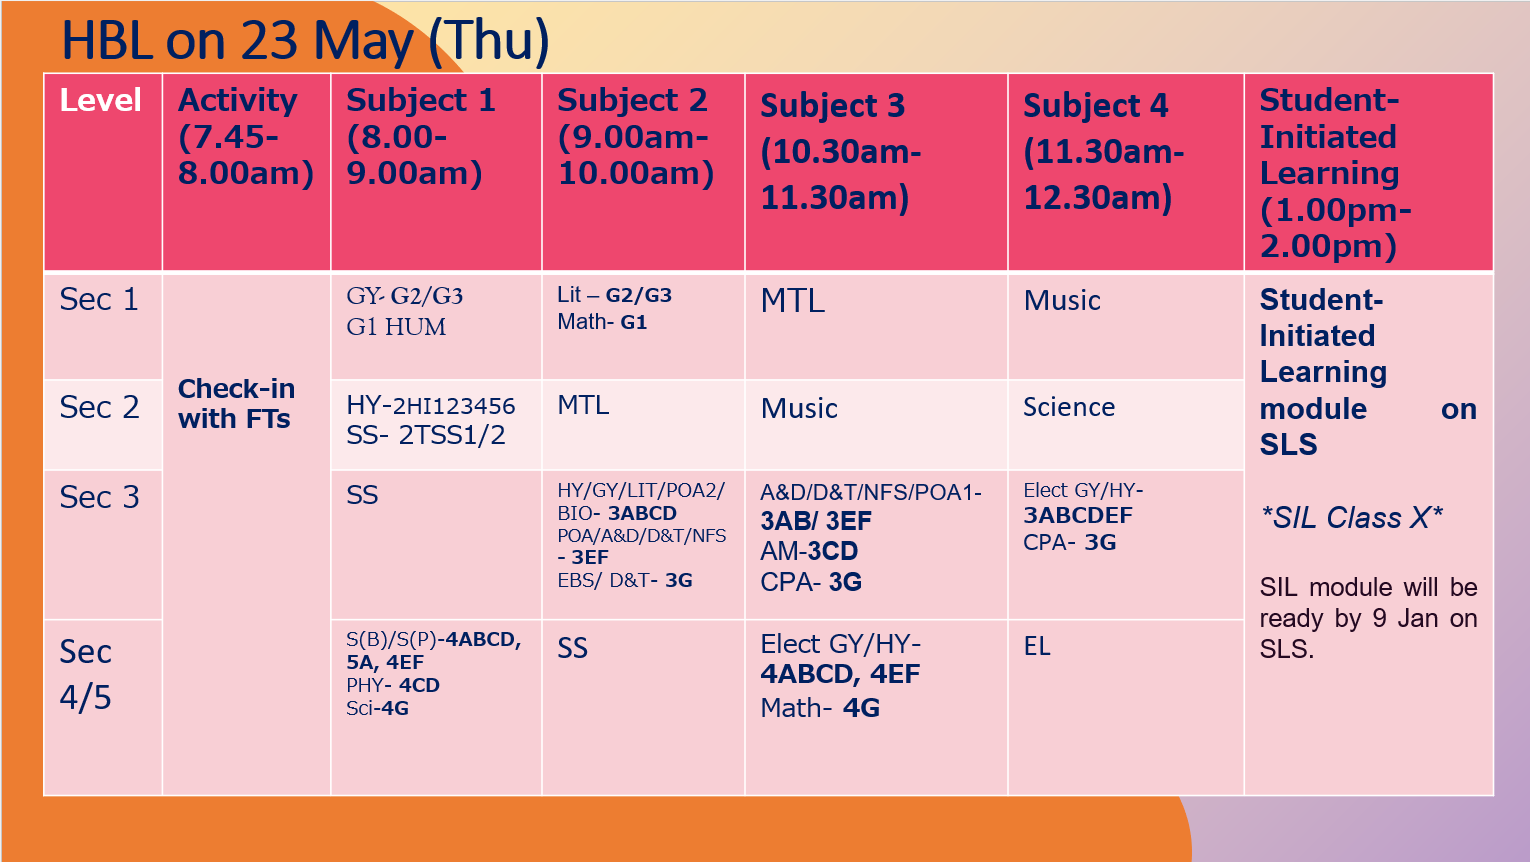 HBL on 23 May (Thu)
Level
Activity
(7.45-
8.00am)
Subject 1
(8.00-
9.00am)
Subject 2
(9.00am-
10.00am)
Subject 3
(10.30am-
11.30am)
Subject 4
(11.30am-
12.30am)
Student-
Initiated
Learning
(1.00pm-
2.00pm)
Sec 1
Check-in
with FTs
GY- G2/G3
G1 HUM
Lit – G2/G3
Math- G1
MTL
Music
Student-
Initiated
Learning
module on
SLS
*SIL Class X*
SIL module will be
ready by 9 Jan on
SLS.
Sec 2
HY-2HI123456
SS- 2TSS1/2
MTL
Music
Science
Sec 3
SS
HY/GY/LIT/POA2/
BIO- 3ABCD
POA/A&D/D&T/NFS
- 3EF
EBS/ D&T- 3G
A&D/D&T/NFS/POA1-
3AB/ 3EF
AM-3CD
CPA- 3G
Elect GY/HY-
3ABCDEF
CPA- 3G
Sec
4/5
S(B)/S(P)-4ABCD,
5A, 4EF
PHY- 4CD
Sci-4G
SS
Elect GY/HY-
4ABCD, 4EF
Math- 4G
EL